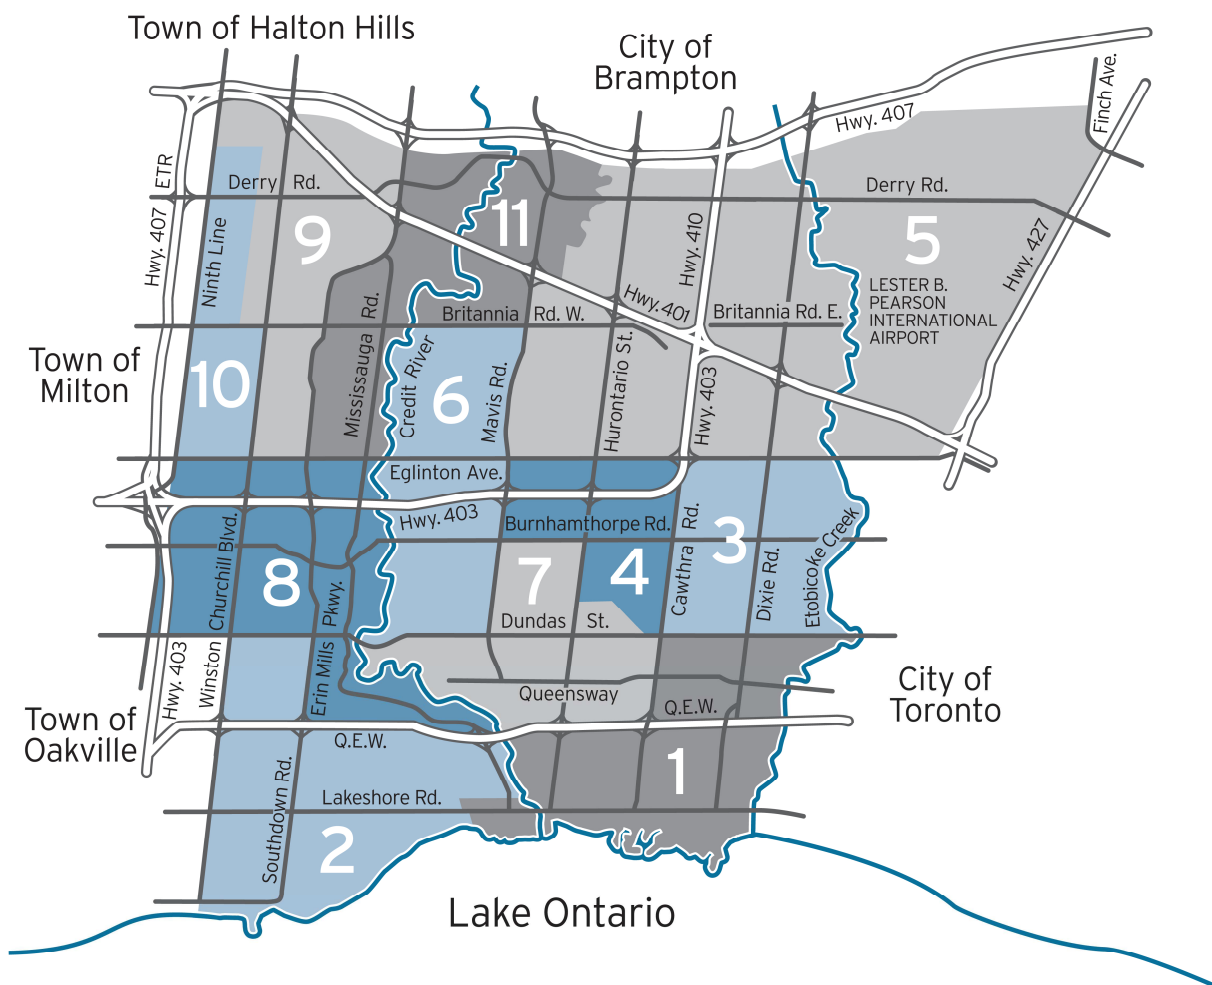 Town of Halton Hills
City of
Brampton
Hwy. 407
Finch Ave.
ETR
Hwy. 407
Derry Rd.
Derry Rd.
Ninth Line
9
11
5
Hwy. 410
Hwy. 427
LESTER B.
PEARSON
INTERNATIONAL
AIRPORT
Hwy. 401
Britannia Rd. W.
Britannia Rd. E.
Mississauga Rd.
Credit River
Mavis Rd.
Hurontario St.
Hwy. 403
Town of
Milton
10
6
Eglinton Ave.
Hwy. 403
Burnhamthorpe Rd.
Winston Churchill Blvd.
8
7
4
3
Cawthra Rd.
Dixie Rd.
Etobicoke Creek
Erin Mills Pkwy.
Dundas St.
Hwy. 403
Queensway
Q.E.W.
City of
Toronto
Town of
Oakville
Q.E.W.
1
Southdown Rd.
Lakeshore Rd.
2
Lake Ontario